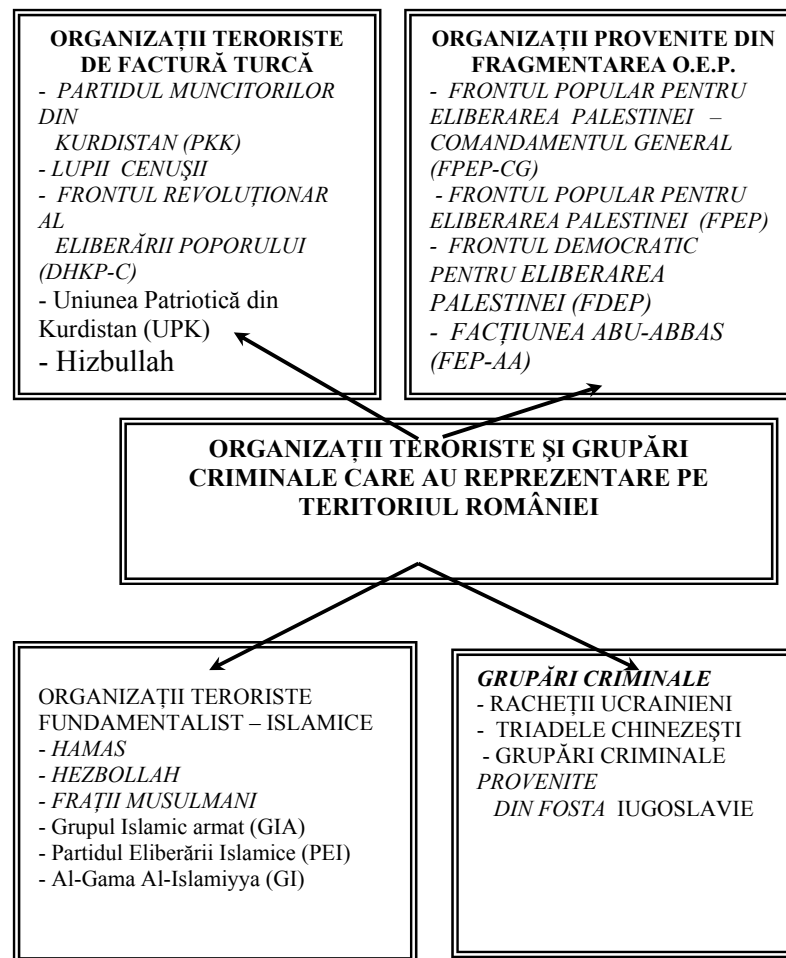 ORGANIZAȚII TERORISTE
DE FACTURĂ TURCĂ
- PARTIDUL MUNCITORILOR
DIN
KURDISTAN (PKK)
- LUPII CENUŞII
- FRONTUL REVOLUȚIONAR
AL
ELIBERĂRII POPORULUI
(DHKP-C)
- Uniunea Patriotică din
Kurdistan (UPK)
- Hizbullah
ORGANIZAȚII PROVENITE DIN
FRAGMENTAREA O.E.P.
- FRONTUL POPULAR PENTRU
ELIBERAREA PALESTINEI –
COMANDAMENTUL GENERAL
(FPEP-CG)
- FRONTUL POPULAR PENTRU
ELIBERAREA PALESTINEI (FPEP)
- FRONTUL DEMOCRATIC
PENTRU ELIBERAREA
PALESTINEI (FDEP)
- FACȚIUNEA ABU-ABBAS
(FEP-AA)
ORGANIZAȚII TERORISTE ŞI GRUPĂRI
CRIMINALE CARE AU REPREZENTARE PE
TERITORIUL ROMÂNIEI
ORGANIZAȚII TERORISTE
FUNDAMENTALIST – ISLAMICE
- HAMAS
- HEZBOLLAH
- FRAȚII MUSULMANI
- Grupul Islamic armat (GIA)
- Partidul Eliberării Islamice (PEI)
- Al-Gama Al-Islamiyya (GI)
GRUPĂRI CRIMINALE
- RACHEȚII UCRAINIENI
- TRIADELE CHINEZEŞTI
- GRUPĂRI CRIMINALE
PROVENITE
DIN FOSTA IUGOSLAVIE